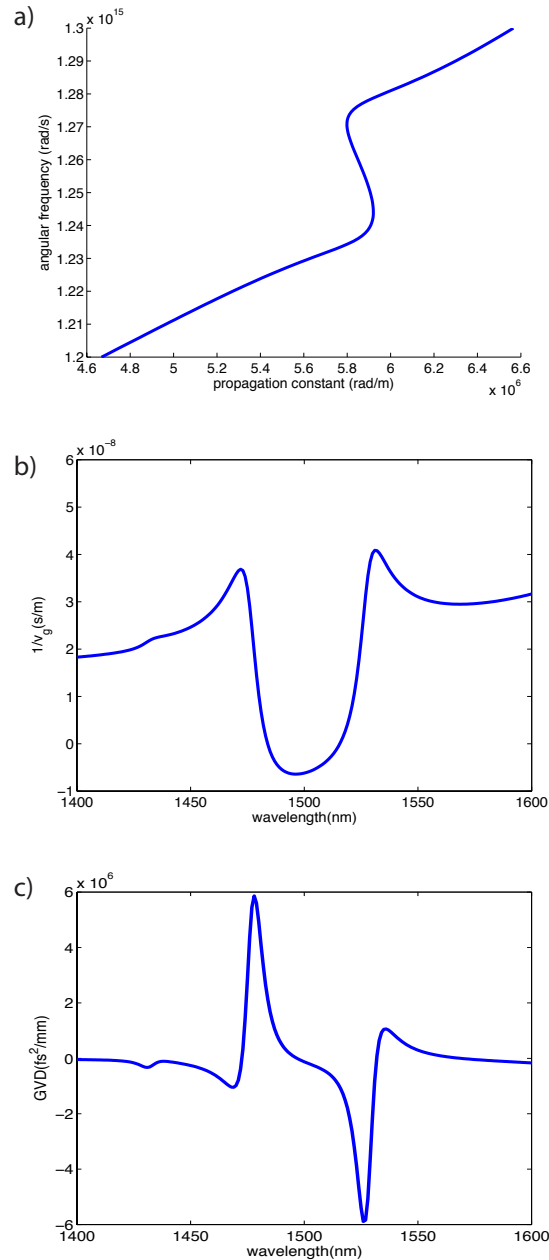 a)
x 10^15
1.3
1.29
1.28
1.27
1.26
1.25
1.24
1.23
1.22
1.21
1.2
angular frequency (rad/s)
4.6 4.8 5 5.2 5.4 5.6 5.8 6 6.2 6.4 6.6
propagation constant (rad/m)
x 10^6
b)
x 10^−8
6
5
4
3
2
1
0
−1
1/v_g(s/m)
1400 1450 1500 1550 1600
wavelength(nm)
c)
x 10^6
6
4
2
0
−2
−4
−6
GVD(fs^2/mm)
1400 1450 1500 1550 1600
wavelength(nm)